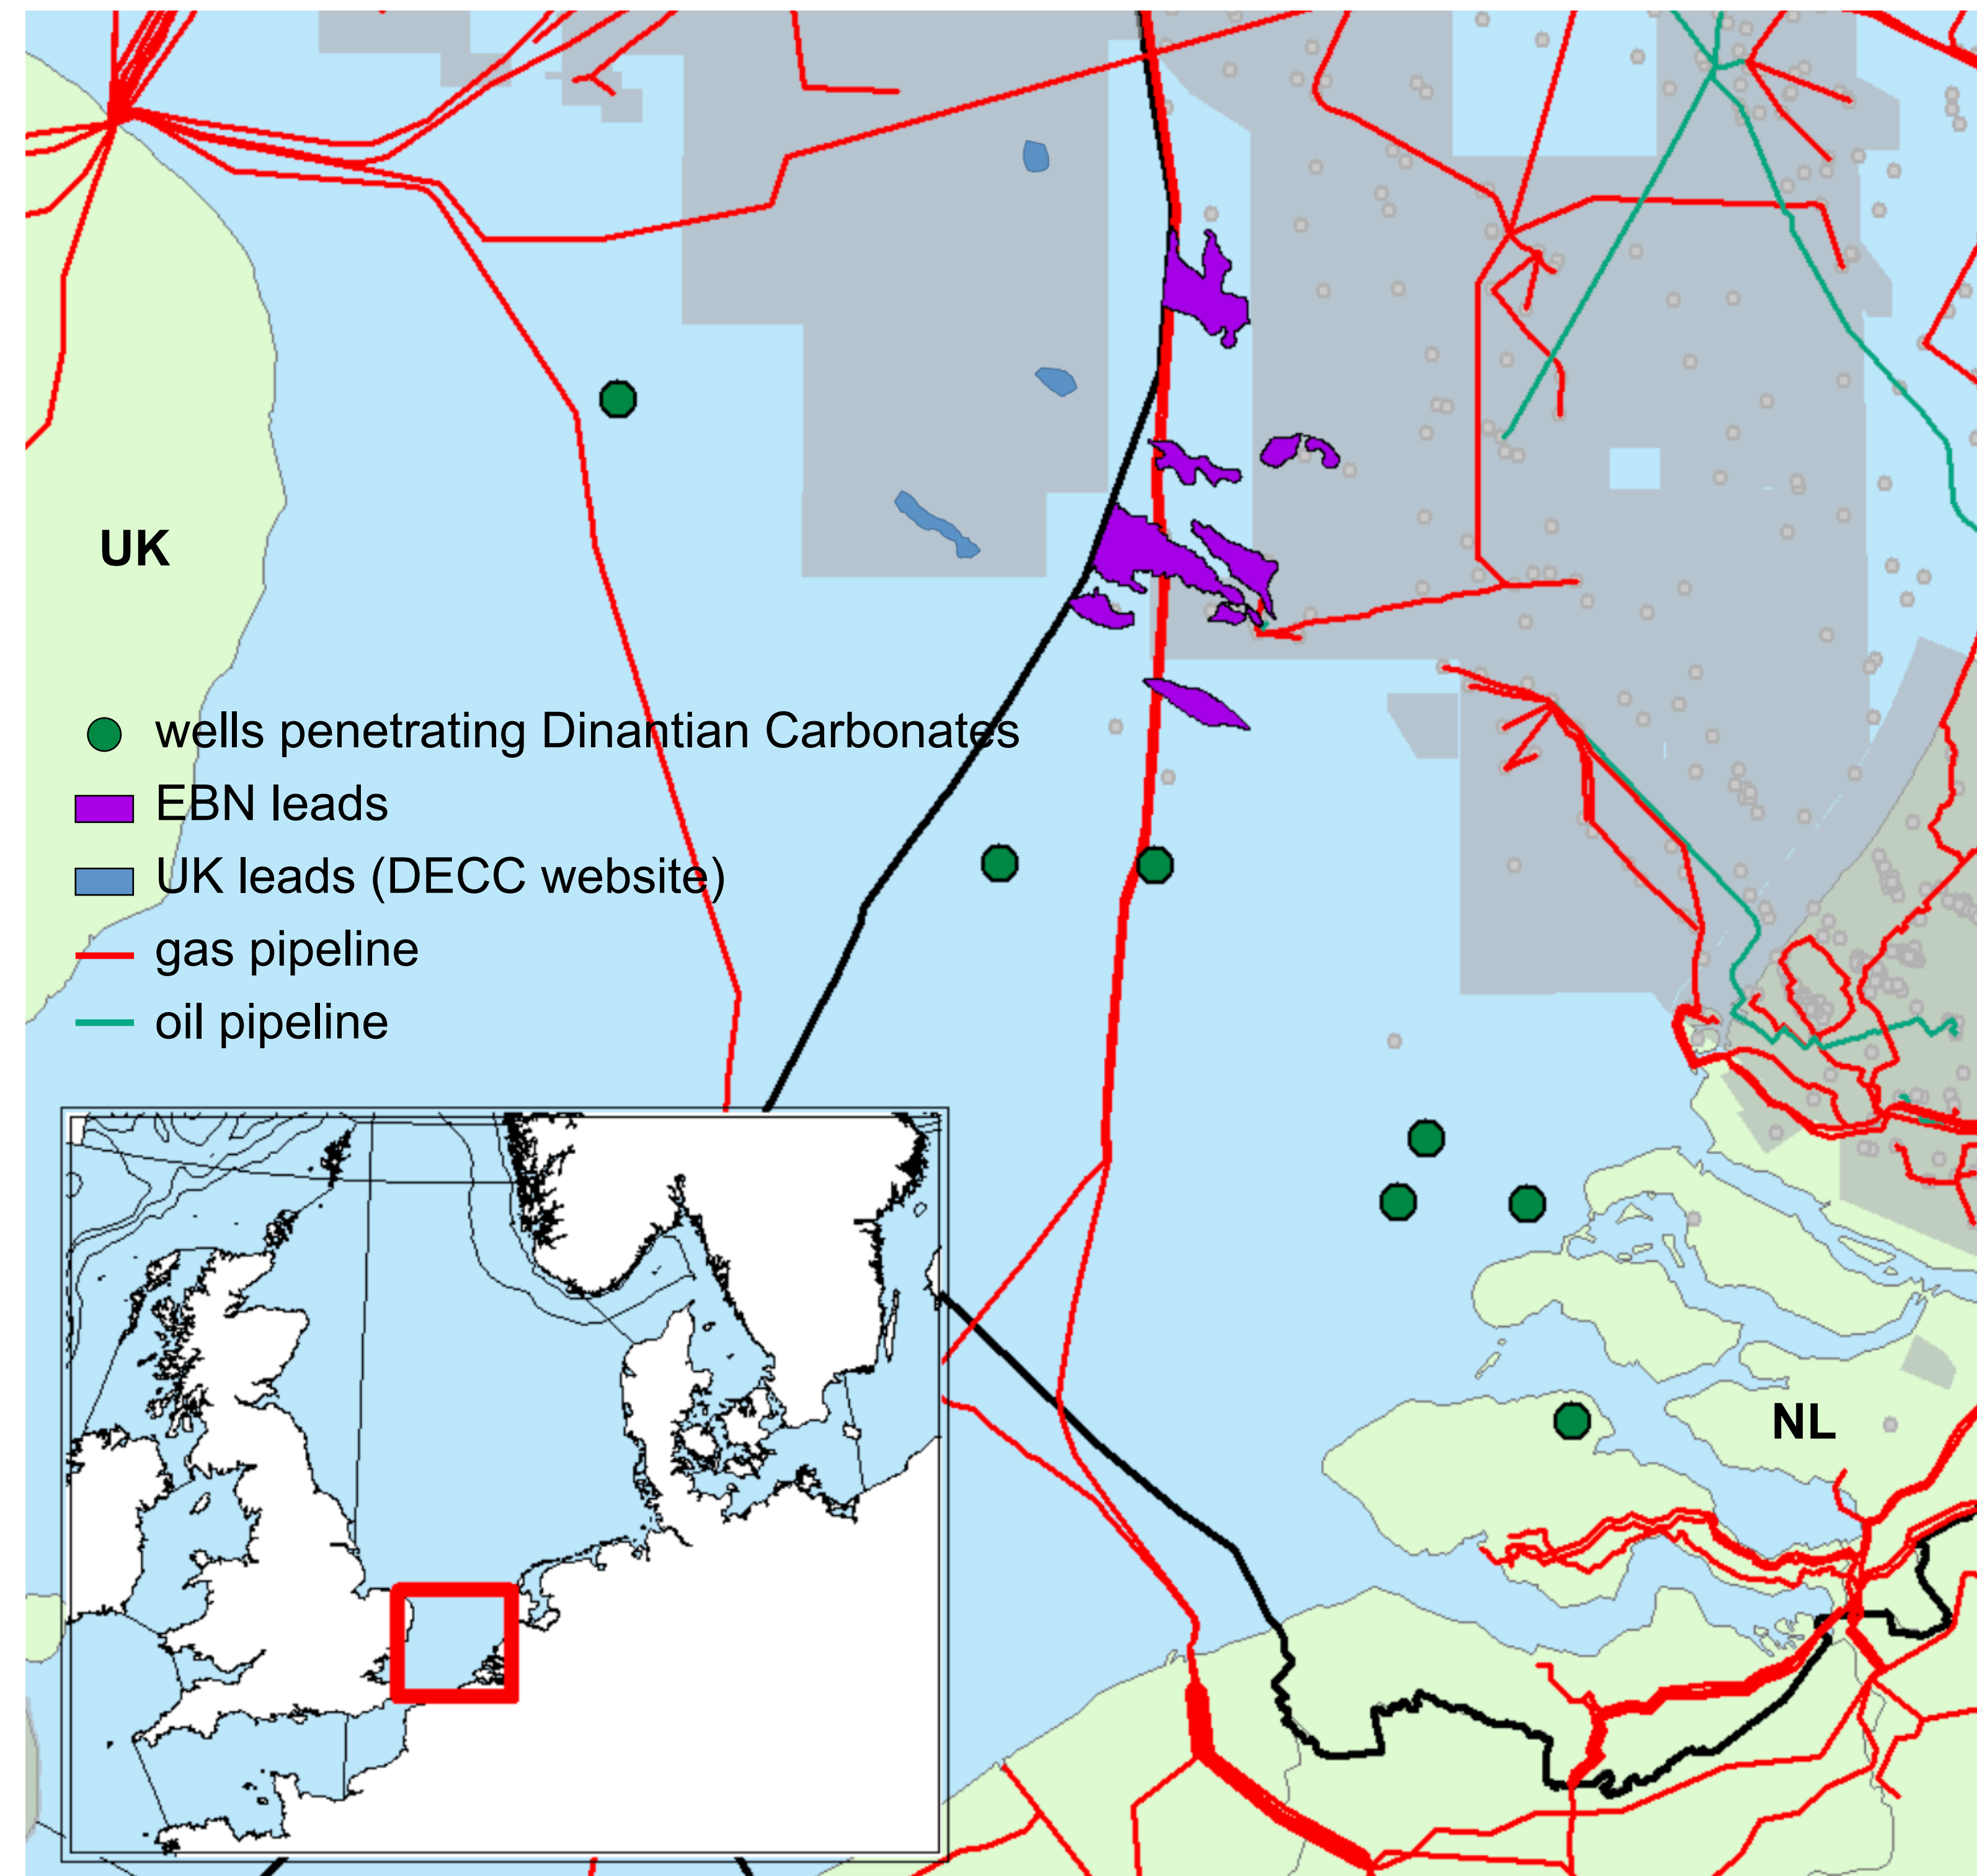 UK
wells penetrating Dinantian Carbonates
EBN leads
UK leads (DECC website)
gas pipeline
oil pipeline
NL